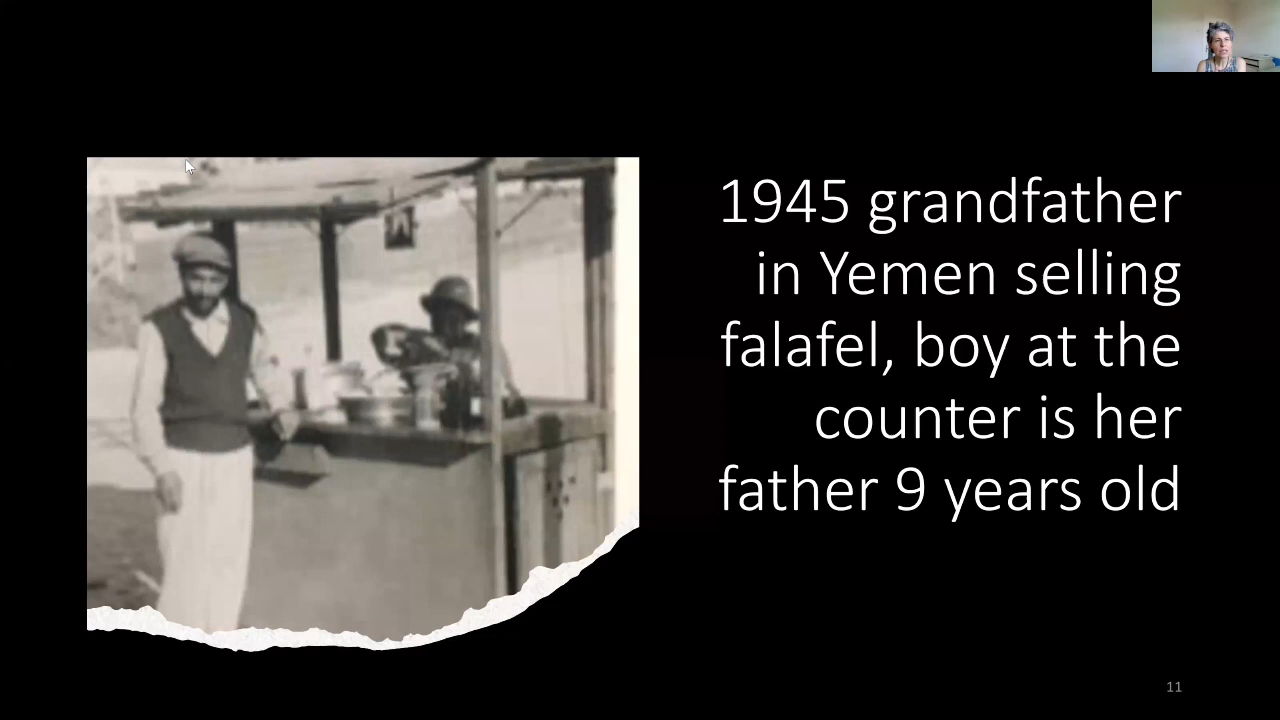 1945 grandfather
in Yemen selling
falafel, boy at the
counter is her
father 9 years old
11